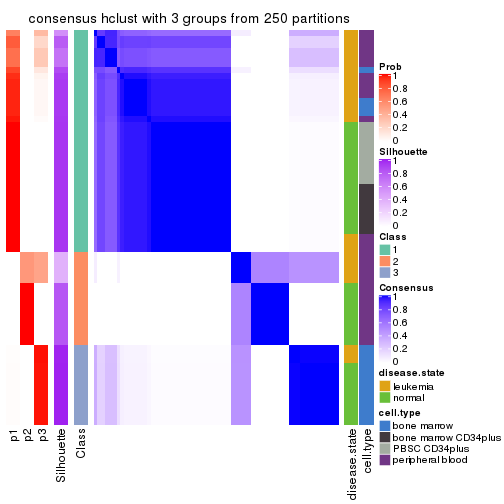 consensus hclust with 3 groups from 250 partitions
Prob
1
0.8
0.6
0.4
0.2
0
Silhouette
1
0.8
0.6
0.4
0.2
0
Class
1
2
3
Consensus
1
0.8
0.6
0.4
0.2
0
disease.state
leukemia
normal
cell.type
bone marrow
bone marrow CD34plus
PBSC CD34plus
peripheral blood
p1
p2
p3
Silhouette
Class
disease.state
cell.type